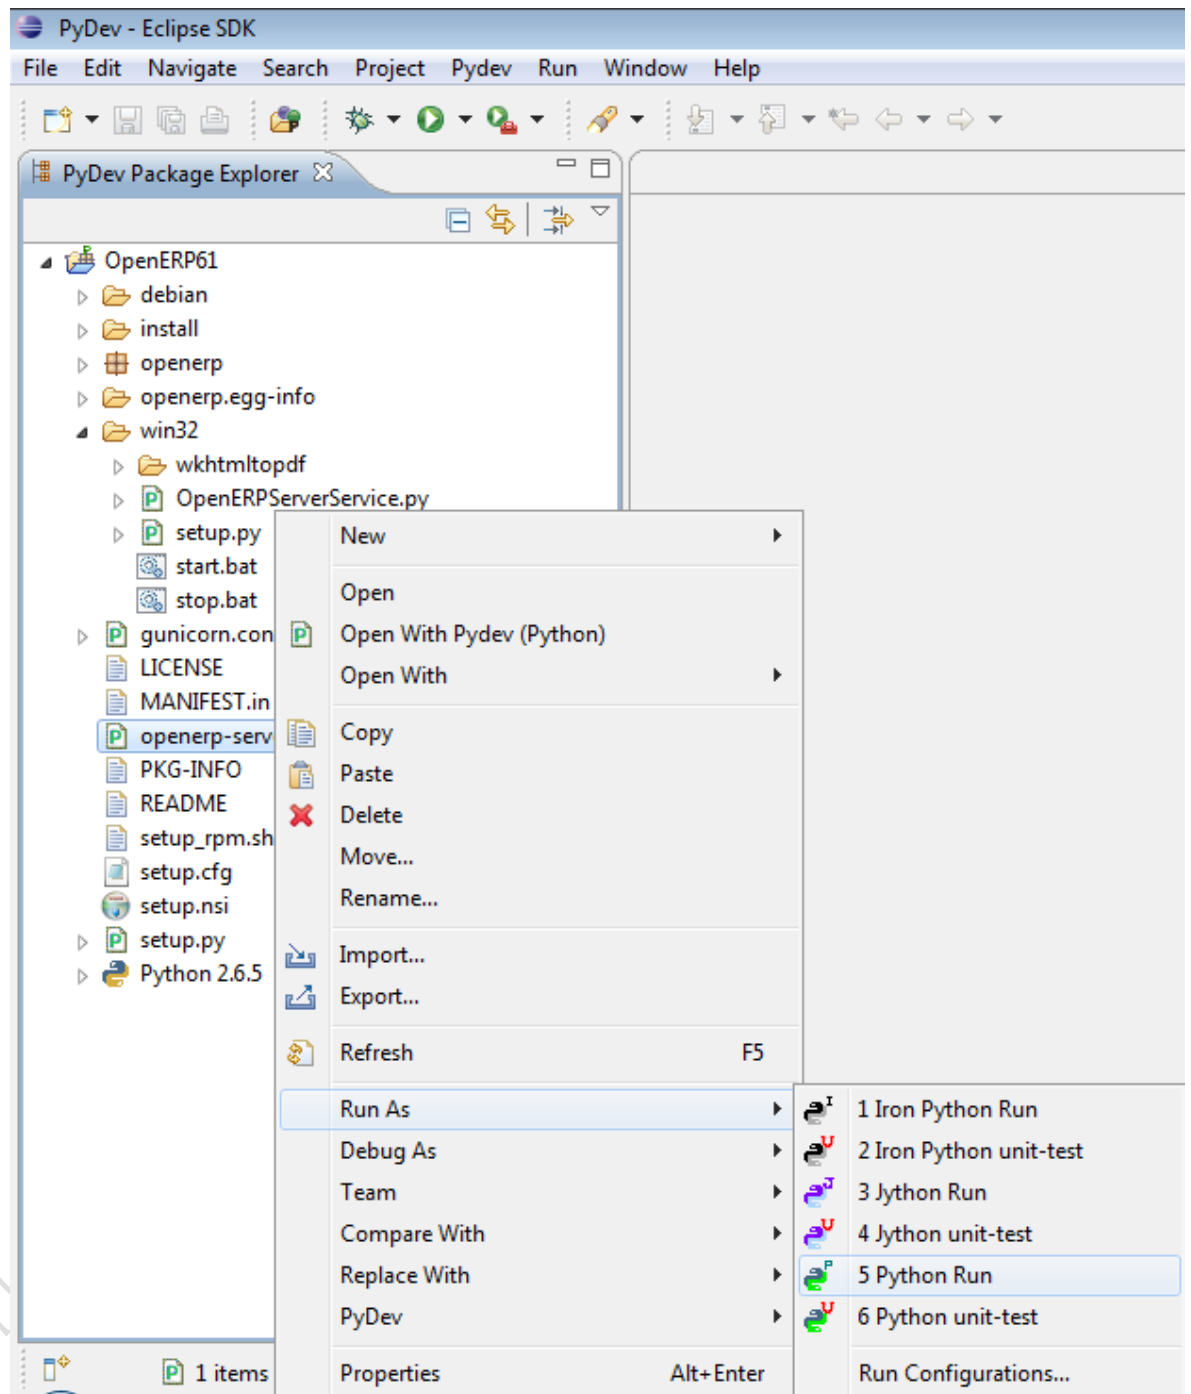 PyDev - Eclipse SDK
File Edit Navigate Search Project Pydev Run Window Help
PyDev Package Explorer
OpenERP61
debian
install
openerp
openerp.egg-info
win32
wkhtmltopdf
OpenERPServerService.py
setup.py
start.bat
stop.bat
gunicorn.con
LICENSE
MANIFEST.in
openerp-serv
PKG-INFO
README
setup_rpm.sh
setup.cfg
setup.nsi
setup.py
Python 2.6.5
1 items
New
Open
Open With Pydev (Python)
Open With
Copy
Paste
Delete
Move...
Rename...
Import...
Export...
Refresh F5
Run As
Debug As
Team
Compare With
Replace With
PyDev
Properties Alt+Enter
1 Iron Python Run
2 Iron Python unit-test
3 Jython Run
4 Jython unit-test
5 Python Run
6 Python unit-test
Run Configurations...